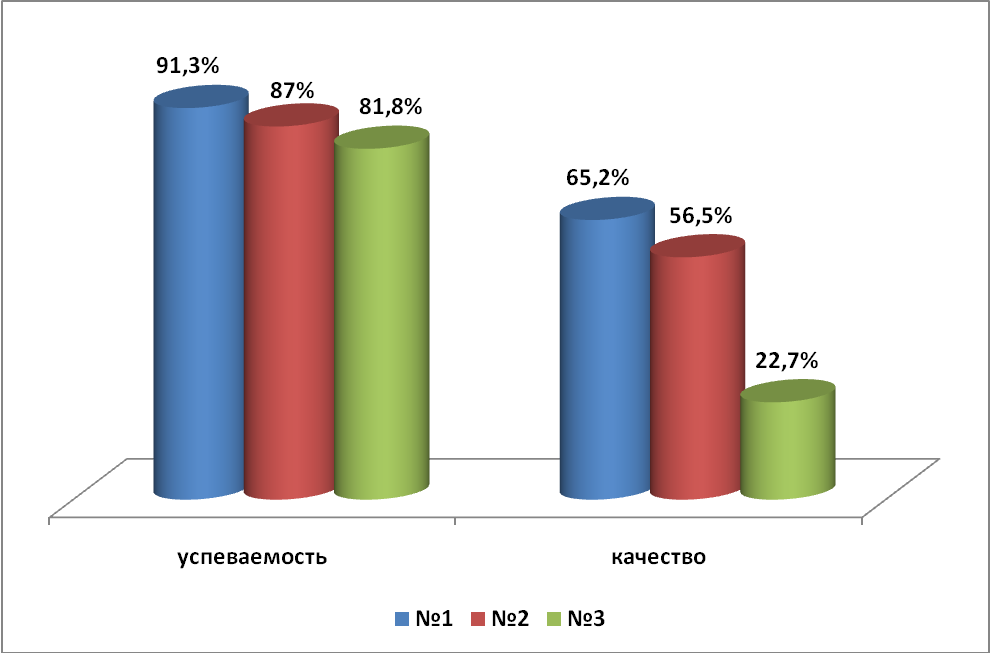 91,3%
87%
81,8%
65,2%
56,5%
22,7%
успеваемость
качество
№1 №2 №3